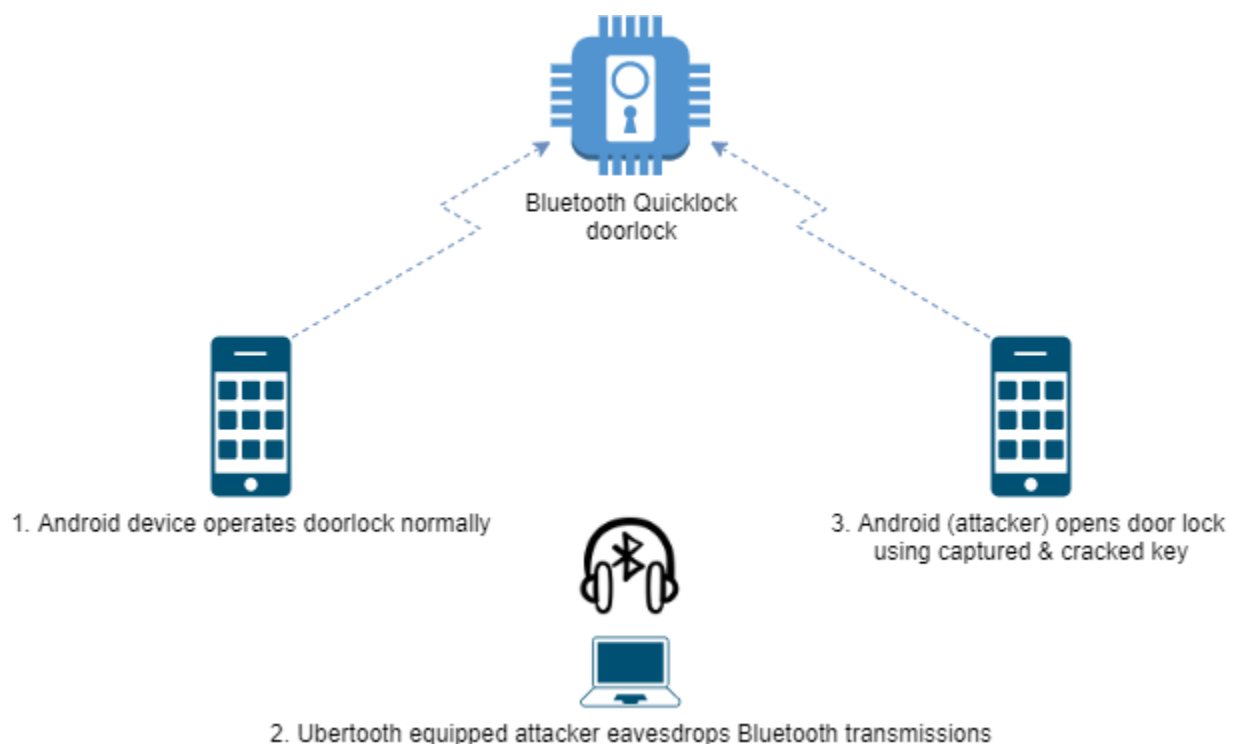 Bluetooth Quicklock
doorlock
1. Android device operates doorlock normally
3. Android (attacker) opens door lock
using captured & cracked key
2. Ubertooth equipped attacker eavesdrops Bluetooth transmissions